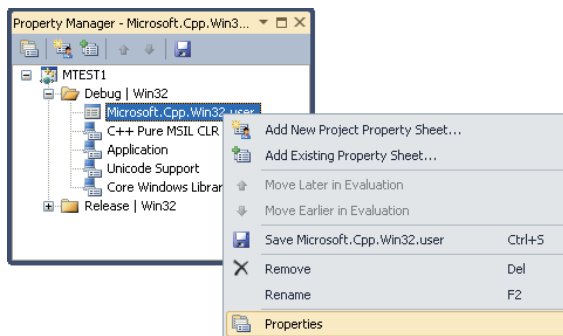 Property Manager - Microsoft.Cpp.Win3...
MTEST1
Debug | Win32
Microsoft.Cpp.Win32.user
C++ Pure MSIL CLR
Application
Unicode Support
Core Windows Librar
Release | Win32
Add New Project Property Sheet...
Add Existing Property Sheet...
Move Later in Evaluation
Move Earlier in Evaluation
Save Microsoft.Cpp.Win32.user Ctrl+S
Remove Del
Rename F2
Properties